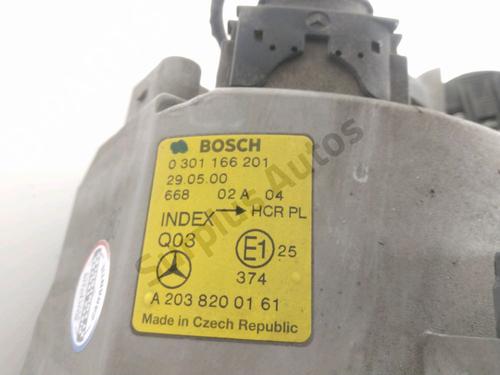 BOSCH
0 301 166 201
29.05.00
668 02 A 04
INDEX → HCR PL
Q03
E1 25
374
A 203 820 01 61
Made in Czech Republic
Surplus Autos